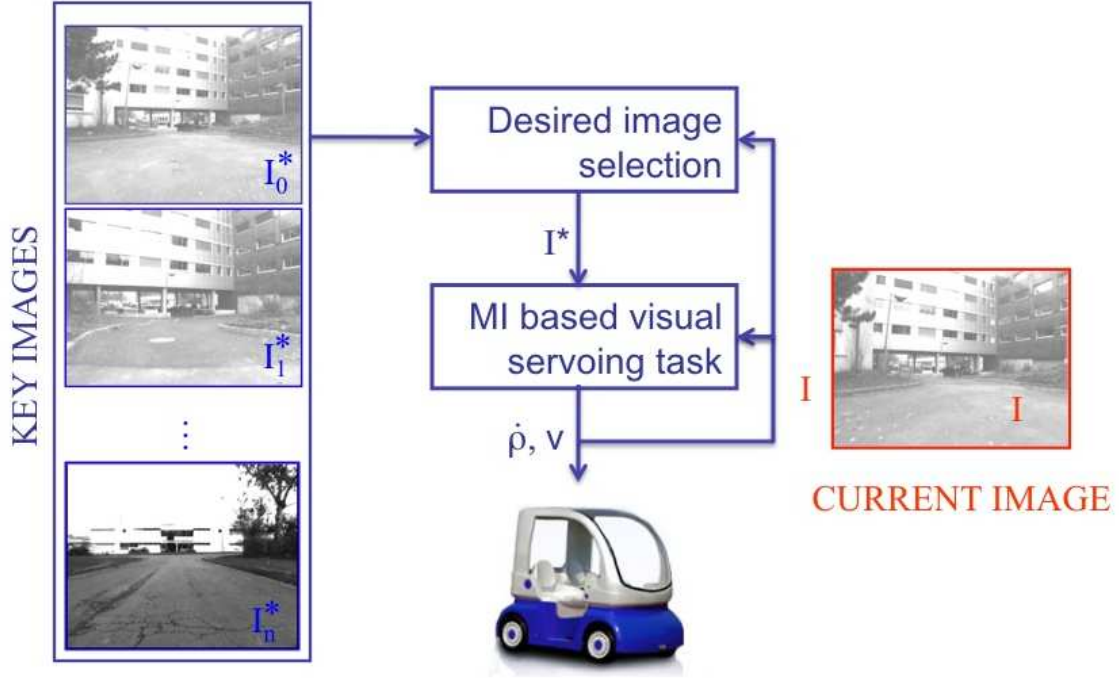 KEY IMAGES
I₀*
I₁*
⋮
Iₙ*
Desired image
selection
I*
MI based visual
servoing task
ρ̇, v
I
I
CURRENT IMAGE